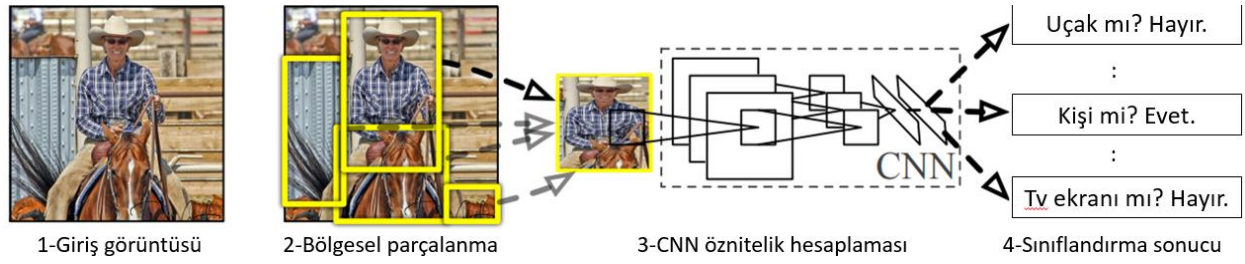 Uçak mı? Hayır.
:
Kişi mi? Evet.
:
Tv ekranı mı? Hayır.
CNN
1-Giriş görüntüsü
2-Bölgesel parçalanma
3-CNN öznitelik hesaplaması
4-Sınıflandırma sonucu